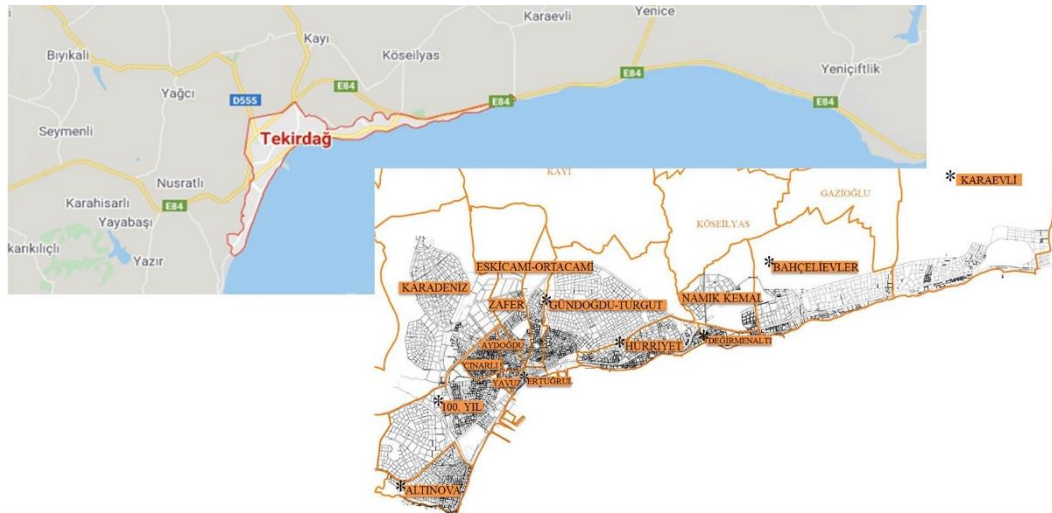 Karaevli
Yenice
Kayı
Bıyıkali
Köseilyas
Yeniçiftlik
E84
Yağcı
D555
E84
E84
E84
Tekirdağ
Seymenli
Nusratlı
Karahisarlı
E84
Yayabaşı
karıkılıçlı
Yazır
KAYI
* KARAEVLİ
GAZİOĞLU
KÖSEİLYAS
ESKİCAMİ-ORTACAMİ
* BAHÇELİEVLER
KARADENİZ
ZAFER
* GÜNDOĞDU-TURGUT
NAMIK KEMAL
AYDOĞDU
* HÜRRİYET
* DEĞİRMENALTI
ÇINARLI
YAVUZ
* ERTUĞRUL
* 100. YIL
* ALTINOVA